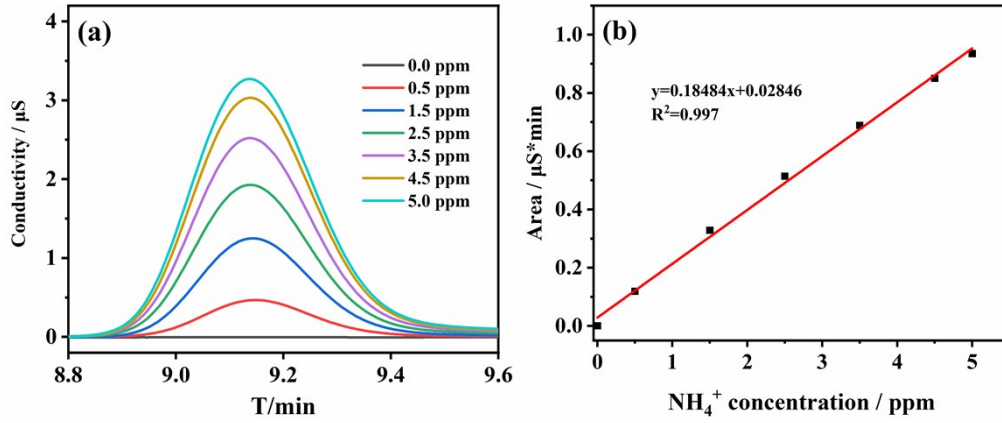 (a)
4
3
2
1
0
Conductivity / µS
0.0 ppm
0.5 ppm
1.5 ppm
2.5 ppm
3.5 ppm
4.5 ppm
5.0 ppm
8.8 9.0 9.2 9.4 9.6
T/min
(b)
1.0
0.8
0.6
0.4
0.2
0.0
Area / µS*min
y=0.18484x+0.02846
R²=0.997
0 1 2 3 4 5
NH₄⁺ concentration / ppm